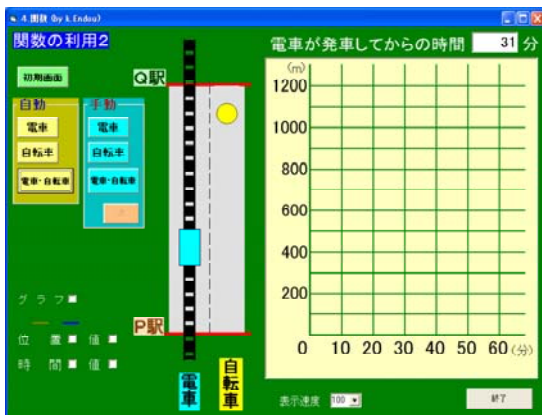 4.関数 (by k.Endou)
関数の利用2
電車が発車してからの時間 31 分
初期画面
Q駅
自動
手動
電車
電車
自転車
自転車
電車・自転車
電車・自転車
(m)
1200
1000
800
600
400
200
0 10 20 30 40 50 60 (分)
グラフ
P駅
位 置 値
時 間 値
電車
自転車
表示速度 100
終了